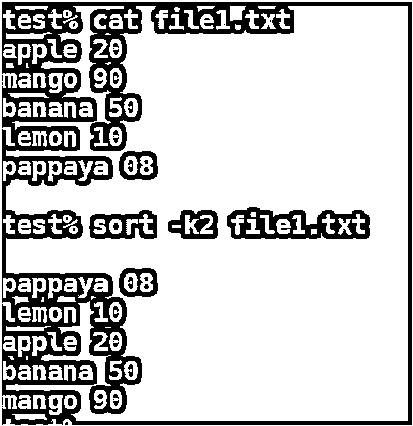 test% cat file1.txt
apple 20
mango 90
banana 50
lemon 10
pappaya 08

test% sort -k2 file1.txt

pappaya 08
lemon 10
apple 20
banana 50
mango 90
test%